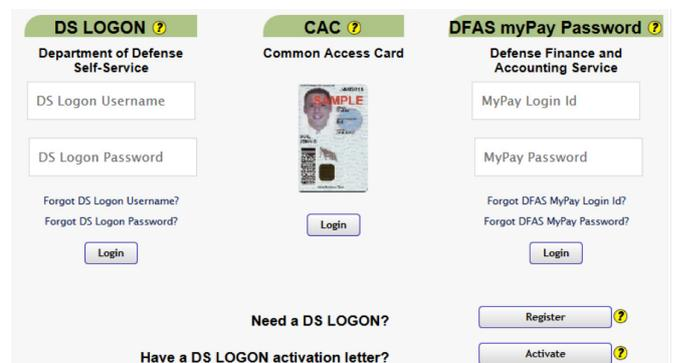 DS LOGON ?
Department of Defense
Self-Service
DS Logon Username
DS Logon Password
Forgot DS Logon Username?
Forgot DS Logon Password?
Login
CAC ?
Common Access Card
SAMPLE
Login
DFAS myPay Password ?
Defense Finance and
Accounting Service
MyPay Login Id
MyPay Password
Forgot DFAS MyPay Login Id?
Forgot DFAS MyPay Password?
Login
Need a DS LOGON?
Register ?
Have a DS LOGON activation letter?
Activate ?